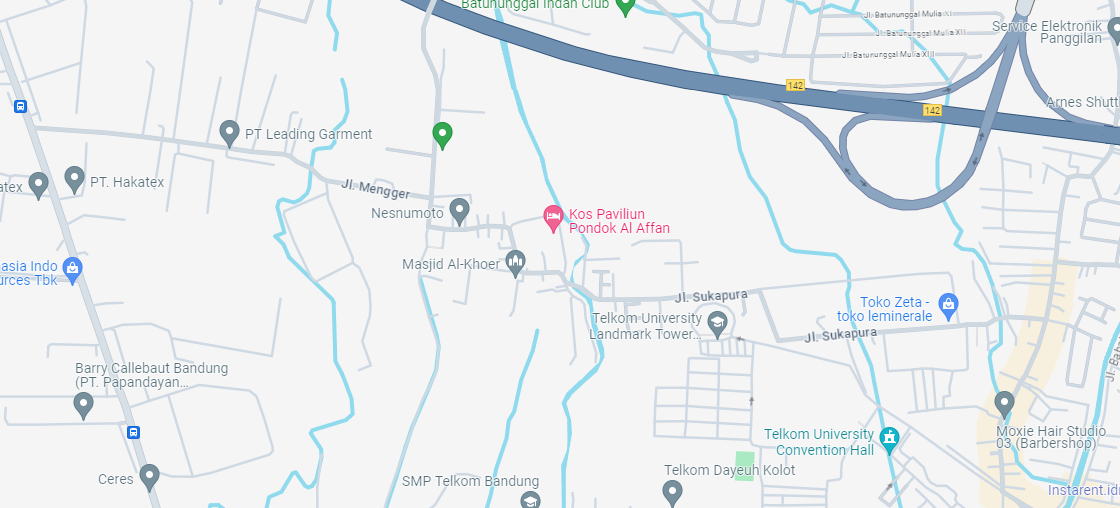 Batununggal Indah Club
Jl. Batununggal Mulia XI
Jl. Batununggal Mulia XII
Jl. Batununggal Mulia XIII
Service Elektronik
Panggilan
142
142
Arnes Shutt
PT Leading Garment
PT. Hakatex
atex
Jl. Mengger
Nesnumoto
Kos Paviliun
Pondok Al Affan
Masjid Al-Khoer
asia Indo
urces Tbk
Jl. Sukapura
Toko Zeta -
toko leminerale
Telkom University
Landmark Tower...
Jl. Sukapura
Barry Callebaut Bandung
(PT. Papandayan...
Moxie Hair Studio
03 (Barbershop)
Telkom University
Convention Hall
Telkom Dayeuh Kolot
Ceres
SMP Telkom Bandung
Instarent.id